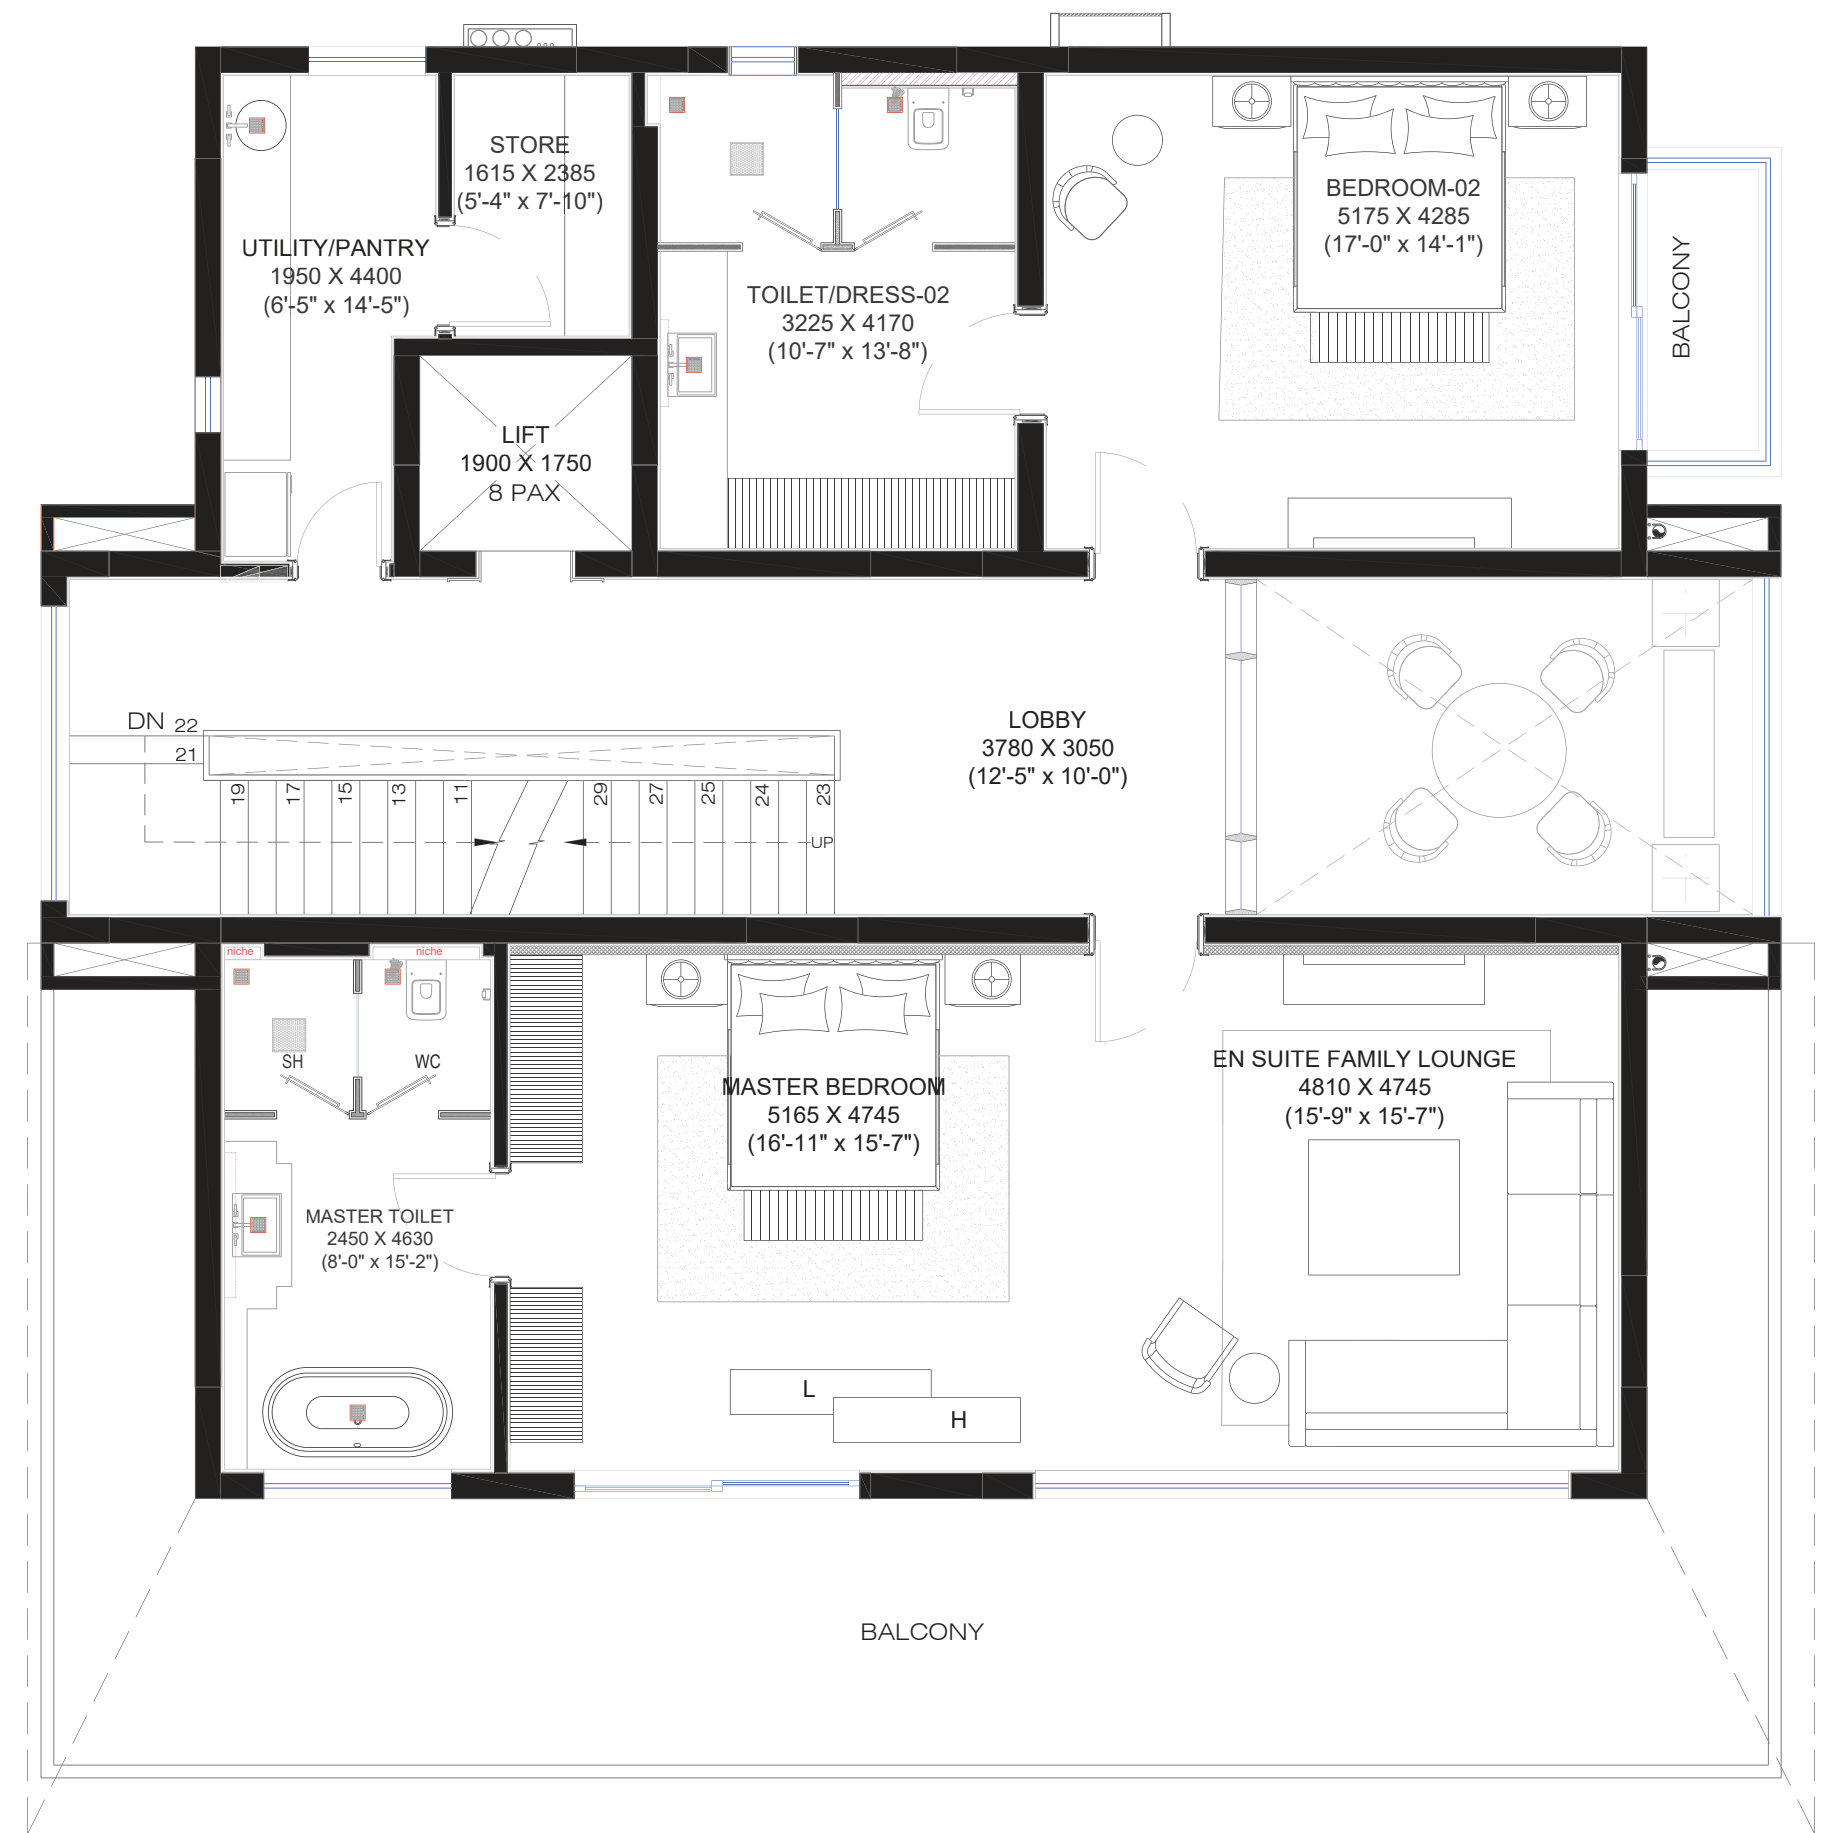 STORE
1615 X 2385
(5'-4" x 7'-10")
UTILITY/PANTRY
1950 X 4400
(6'-5" x 14'-5")
TOILET/DRESS-02
3225 X 4170
(10'-7" x 13'-8")
BEDROOM-02
5175 X 4285
(17'-0" x 14'-1")
BALCONY
LIFT
1900 X 1750
8 PAX
DN 22
21
19
17
15
13
11
29
27
25
24
23
UP
LOBBY
3780 X 3050
(12'-5" x 10'-0")
niche
niche
SH
WC
MASTER BEDROOM
5165 X 4745
(16'-11" x 15'-7")
EN SUITE FAMILY LOUNGE
4810 X 4745
(15'-9" x 15'-7")
MASTER TOILET
2450 X 4630
(8'-0" x 15'-2")
L
H
BALCONY